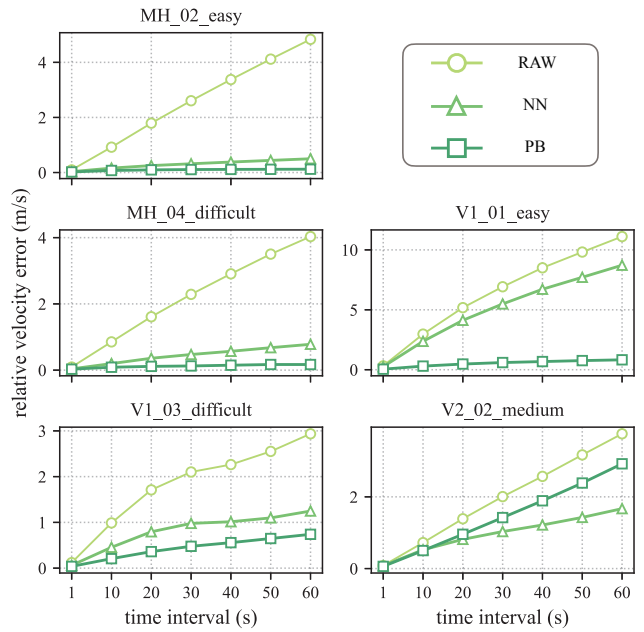 MH_02_easy
4
2
0
RAW
NN
PB
relative velocity error (m/s)
MH_04_difficult
4
2
0
V1_01_easy
10
5
0
V1_03_difficult
3
2
1
0
1 10 20 30 40 50 60
time interval (s)
V2_02_medium
2
0
1 10 20 30 40 50 60
time interval (s)